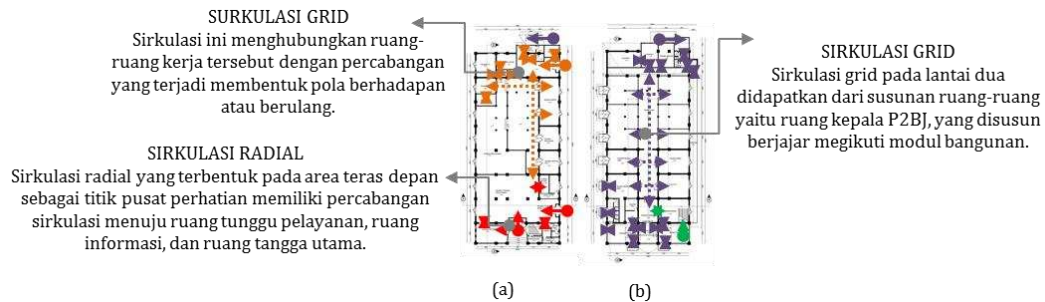 SURKULASI GRID
Sirkulasi ini menghubungkan ruang-
ruang kerja tersebut dengan percabangan
yang terjadi membentuk pola berhadapan
atau berulang.
SIRKULASI RADIAL
Sirkulasi radial yang terbentuk pada area teras depan
sebagai titik pusat perhatian memiliki percabangan
sirkulasi menuju ruang tunggu pelayanan, ruang
informasi, dan ruang tangga utama.
SIRKULASI GRID
Sirkulasi grid pada lantai dua
didapatkan dari susunan ruang-ruang
yaitu ruang kepala P2BJ, yang disusun
berjajar megikuti modul bangunan.
(a)
(b)